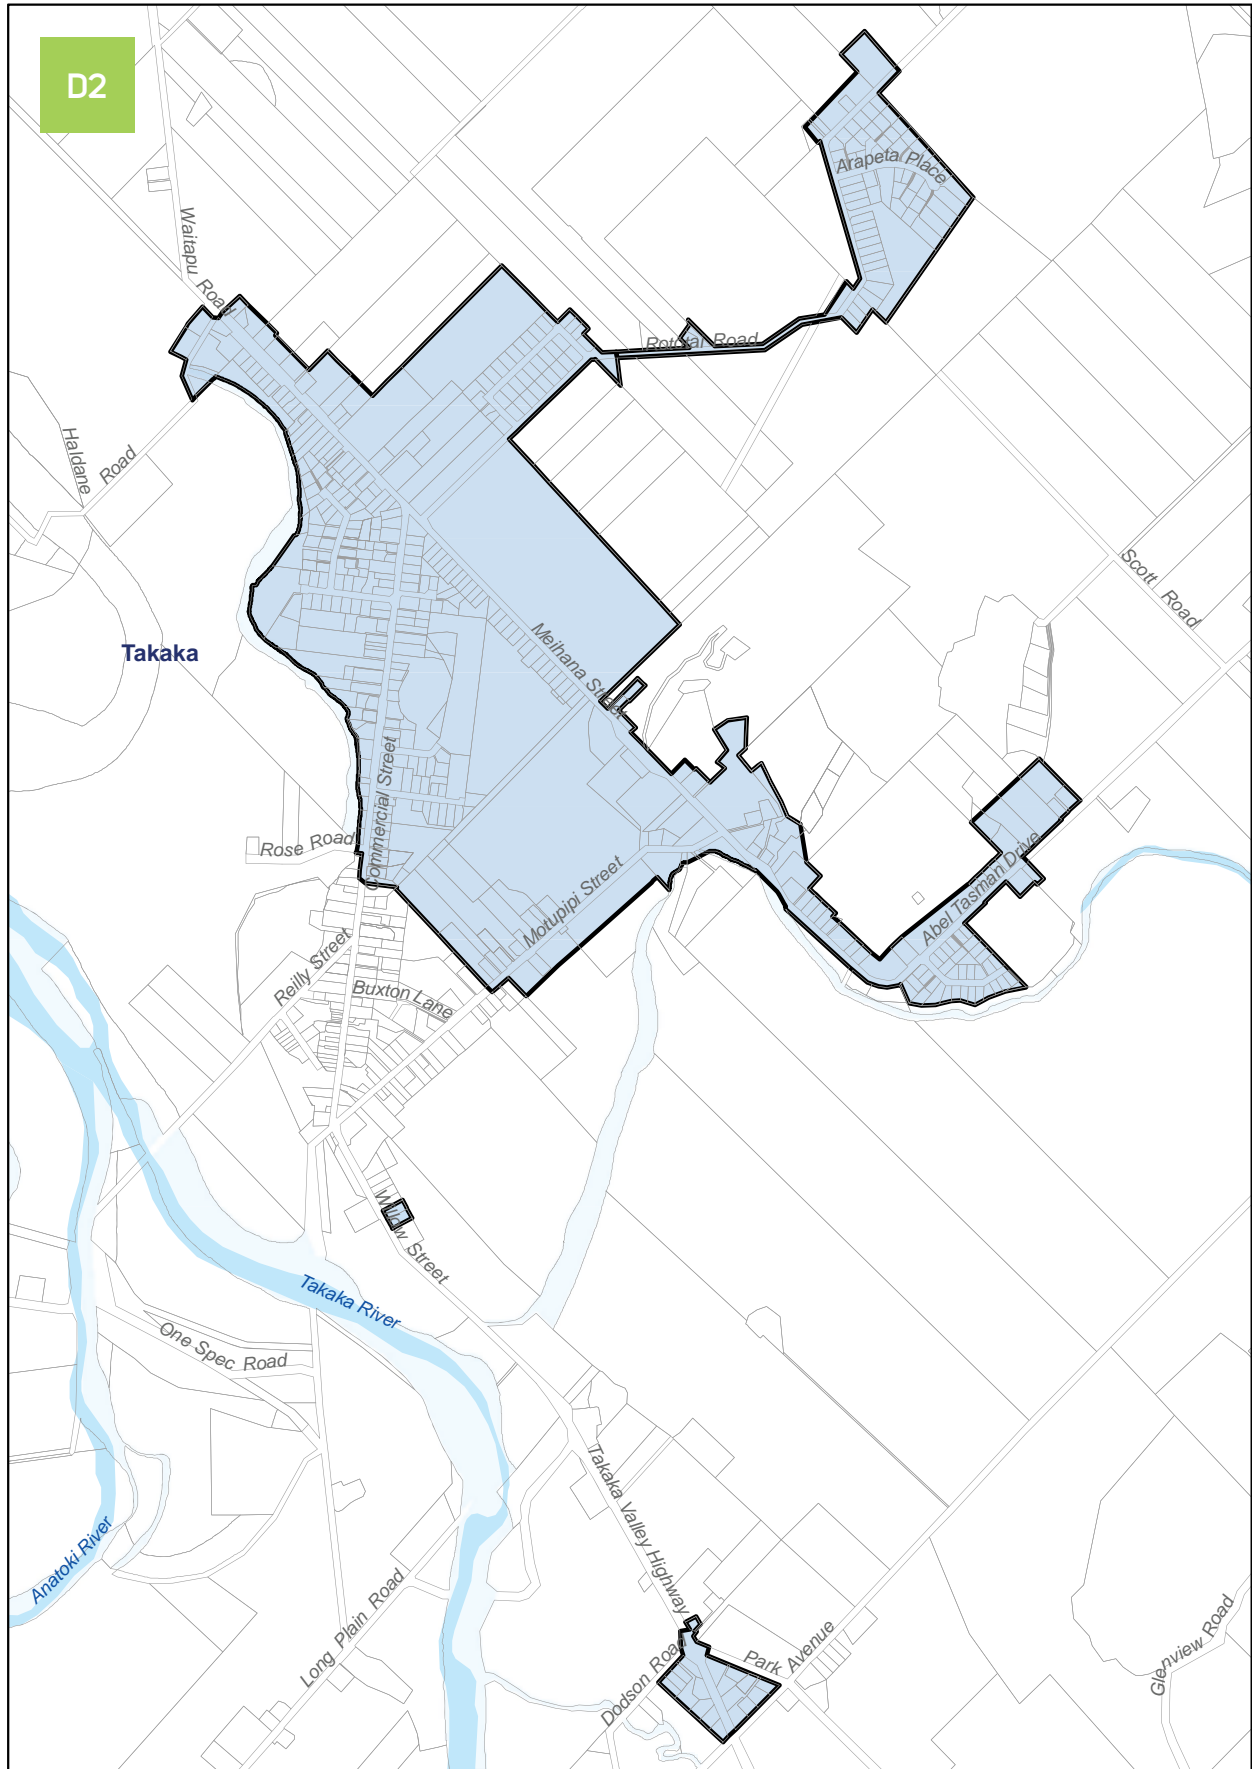 D2
Arapeta Place
Waitapu Road
Rototai Road
Haldane Road
Scott Road
Meihana Street
Takaka
Commercial Street
Rose Road
Motupipi Street
Abel Tasman Drive
Reilly Street
Buxton Lane
Willow Street
Takaka River
One Spec Road
Takaka Valley Highway
Anatoki River
Long Plain Road
Dodson Road
Park Avenue
Glenview Road